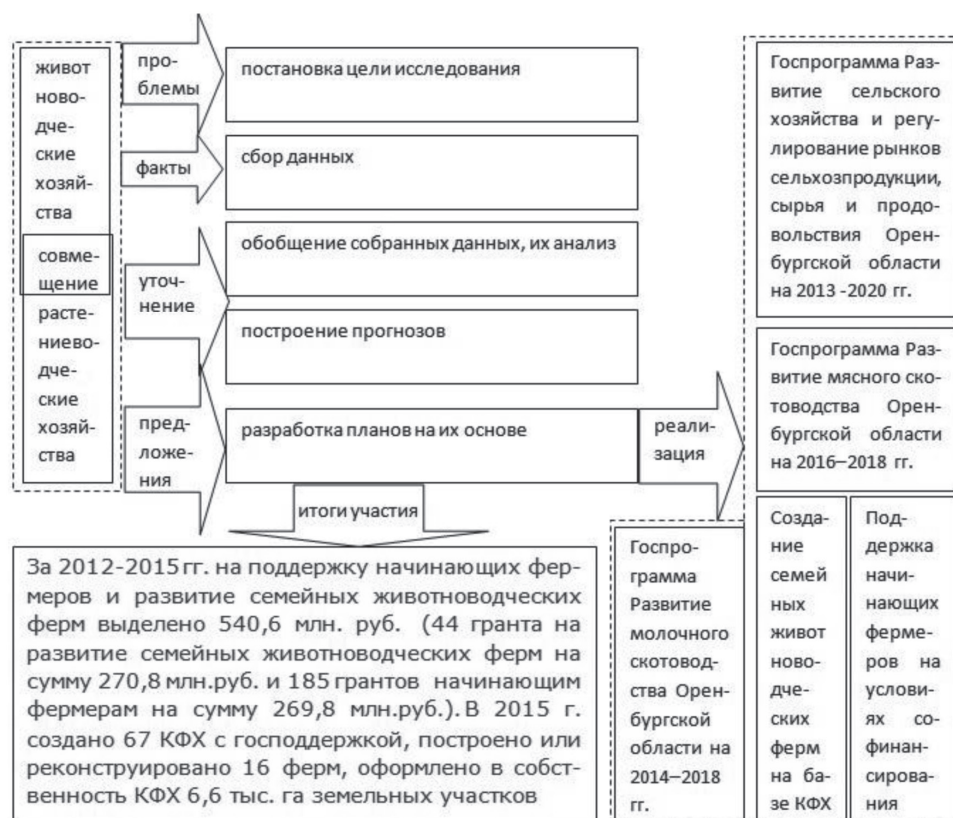 живот
ново-
дче-
ские
хозяй-
ства
совме-
щение
расте-
ниево-
дче-
ские
хозяй-
ства
про-
блемы
факты
уточ-
нение
пред-
ложе-
ния
постановка цели исследования
сбор данных
обобщение собранных данных, их анализ
построение прогнозов
разработка планов на их основе
реали-
зация
итоги участия
Госпрограмма Раз-
витие сельского
хозяйства и регу-
лирование рынков
сельхозпродукции,
сырья и продо-
вольствия Орен-
бургской области
на 2013 -2020 гг.
Госпрограмма Раз-
витие мясного ско-
товодства Орен-
бургской области
на 2016–2018 гг.
За 2012-2015 гг. на поддержку начинающих фер-
меров и развитие семейных животноводческих
ферм выделено 540,6 млн. руб. (44 гранта на
развитие семейных животноводческих ферм на
сумму 270,8 млн.руб. и 185 грантов начинающим
фермерам на сумму 269,8 млн.руб.). В 2015 г.
создано 67 КФХ с господдержкой, построено или
реконструировано 16 ферм, оформлено в собст-
венность КФХ 6,6 тыс. га земельных участков
Госпро-
грамма
Развитие
молочного
скотовод-
ства Орен-
бургской
области на
2014–2018
гг.
Созда-
ние
семей
ных
живот
ново-
дче-
ских
ферм
на ба-
зе КФХ
Под-
держка
начи-
нающих
ферме-
ров на
услови-
ях со-
финан-
сирова-
ния